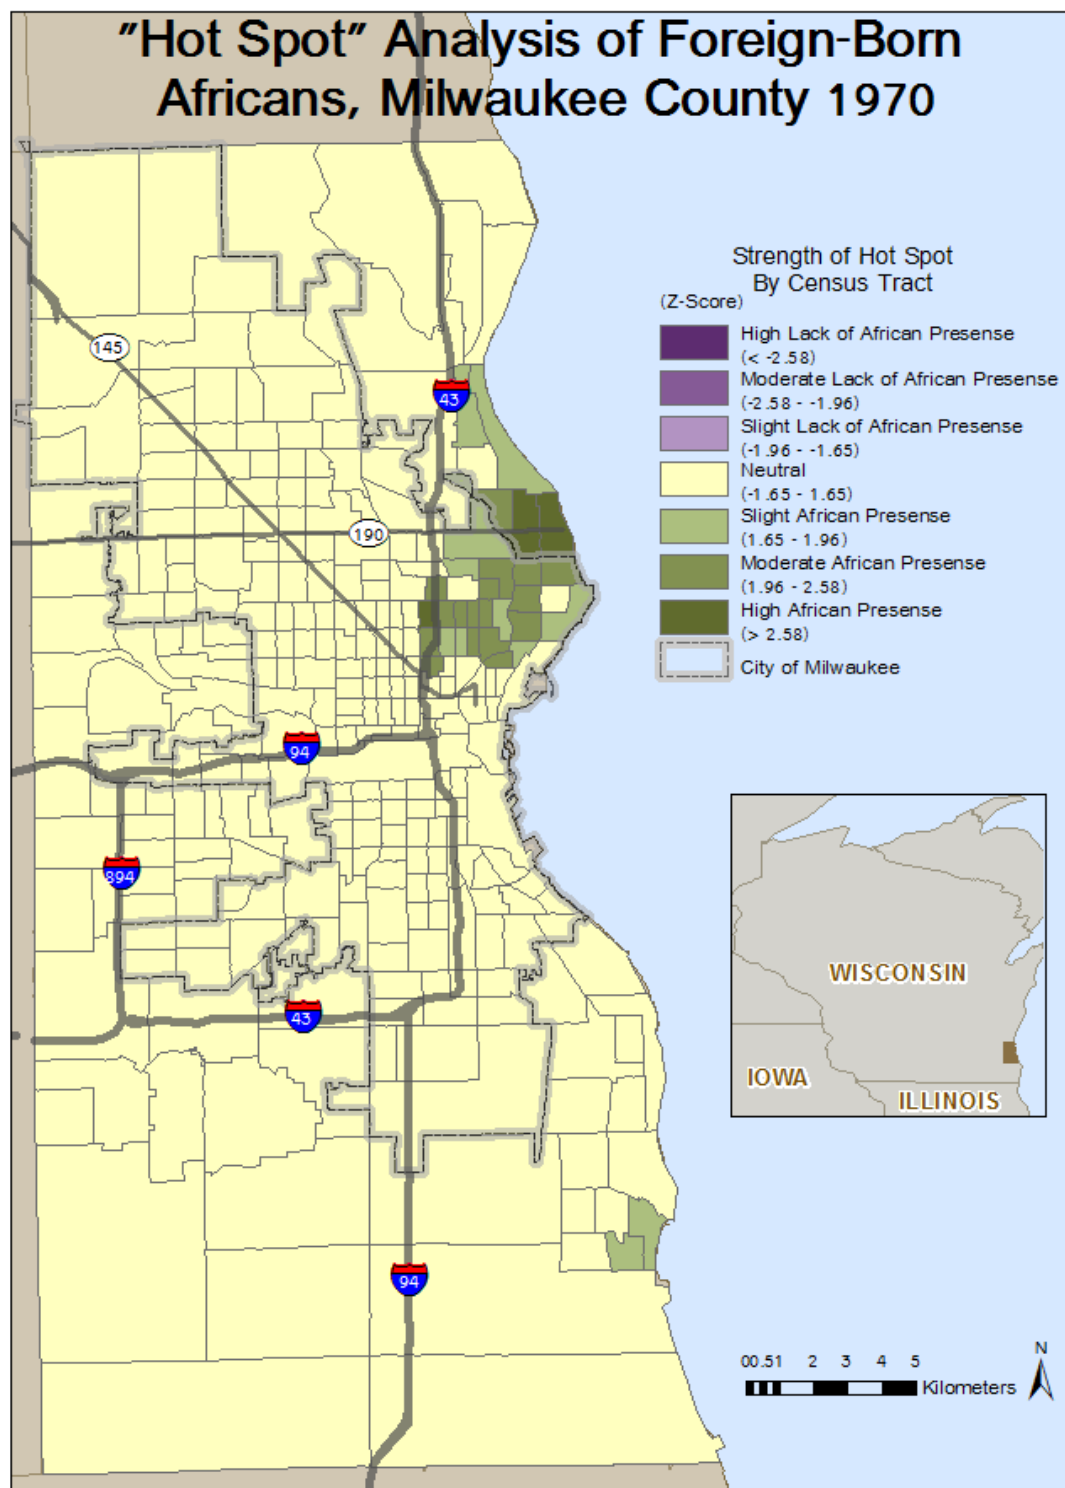 "Hot Spot" Analysis of Foreign-Born
Africans, Milwaukee County 1970
Strength of Hot Spot
By Census Tract
(Z-Score)
High Lack of African Presense
(< -2.58)
Moderate Lack of African Presense
(-2.58 - -1.96)
Slight Lack of African Presense
(-1.96 - -1.65)
Neutral
(-1.65 - 1.65)
Slight African Presense
(1.65 - 1.96)
Moderate African Presense
(1.96 - 2.58)
High African Presense
(> 2.58)
City of Milwaukee
145
43
190
94
894
43
94
WISCONSIN
IOWA
ILLINOIS
00.51 2 3 4 5
Kilometers
N